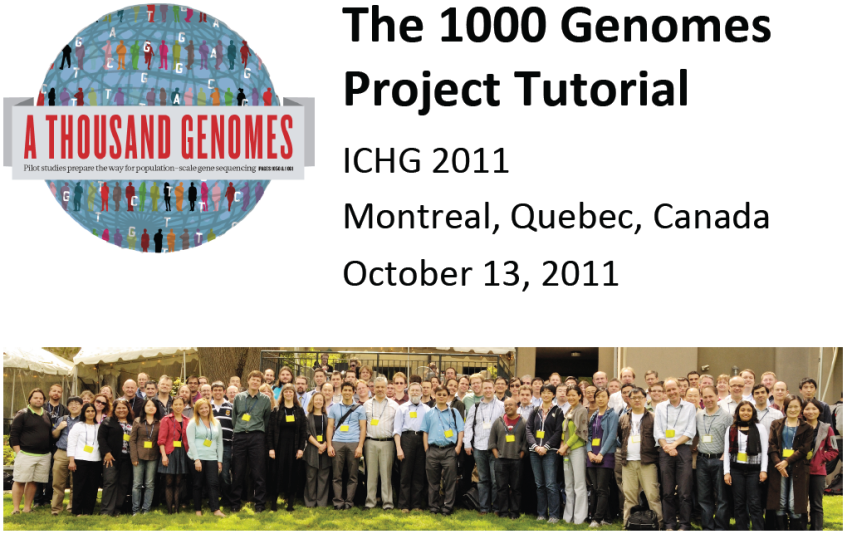 The 1000 Genomes
Project Tutorial
ICHG 2011
Montreal, Quebec, Canada
October 13, 2011
A THOUSAND GENOMES
Pilot studies prepare the way for population-scale gene sequencing